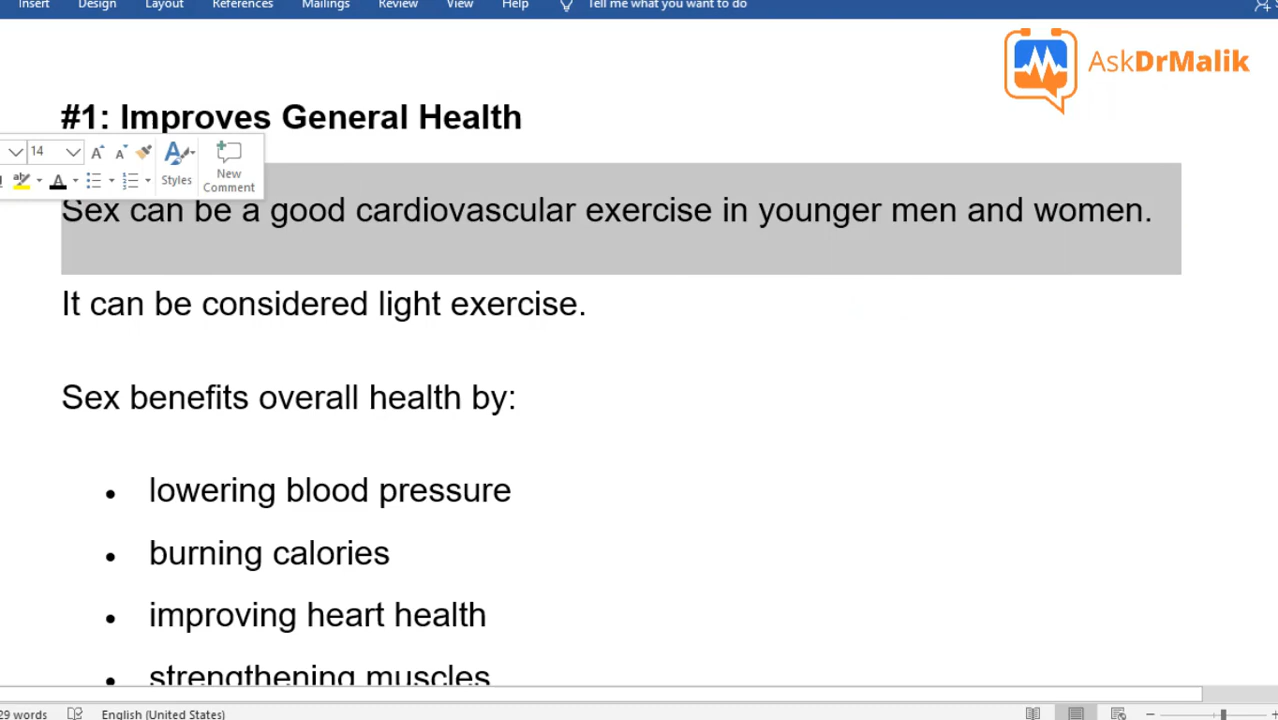 Insert Design Layout References Mailings Review View Help Tell me what you want to do
AskDrMalik
#1: Improves General Health
14
Styles
New
Comment
Sex can be a good cardiovascular exercise in younger men and women.
It can be considered light exercise.
Sex benefits overall health by:
• lowering blood pressure
• burning calories
• improving heart health
• strengthening muscles
29 words English (United States)